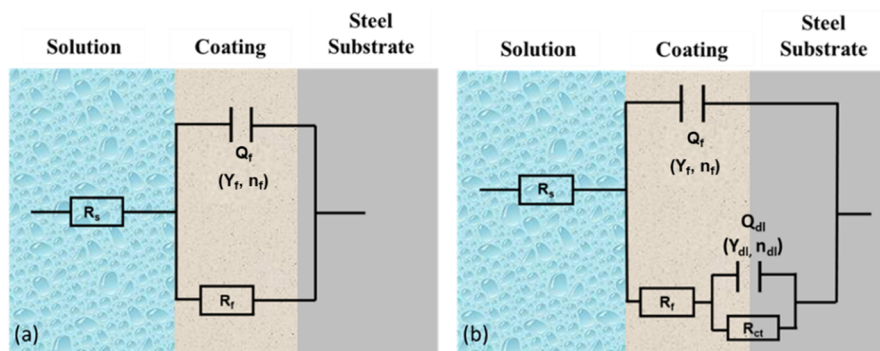 Solution
Coating
Steel
Substrate
Qf
(Yf, nf)
Rs
Rf
(a)
Solution
Coating
Steel
Substrate
Qf
(Yf, nf)
Rs
Qdl
(Ydl, ndl)
Rf
Rct
(b)